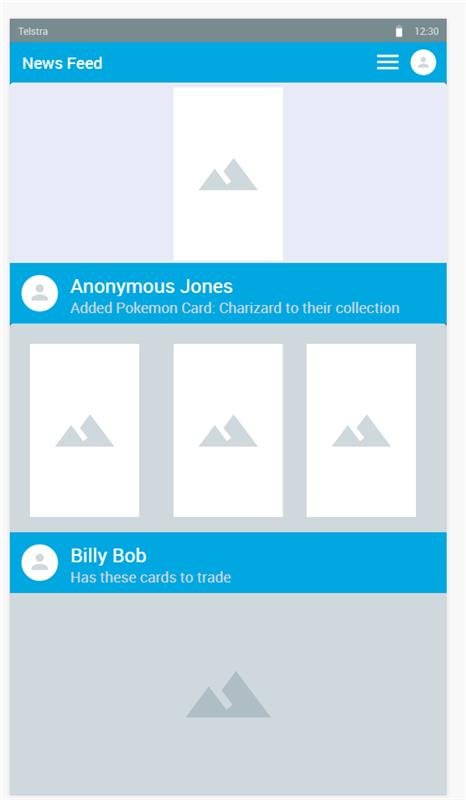 Telstra 12:30
News Feed
Anonymous Jones
Added Pokemon Card: Charizard to their collection
Billy Bob
Has these cards to trade